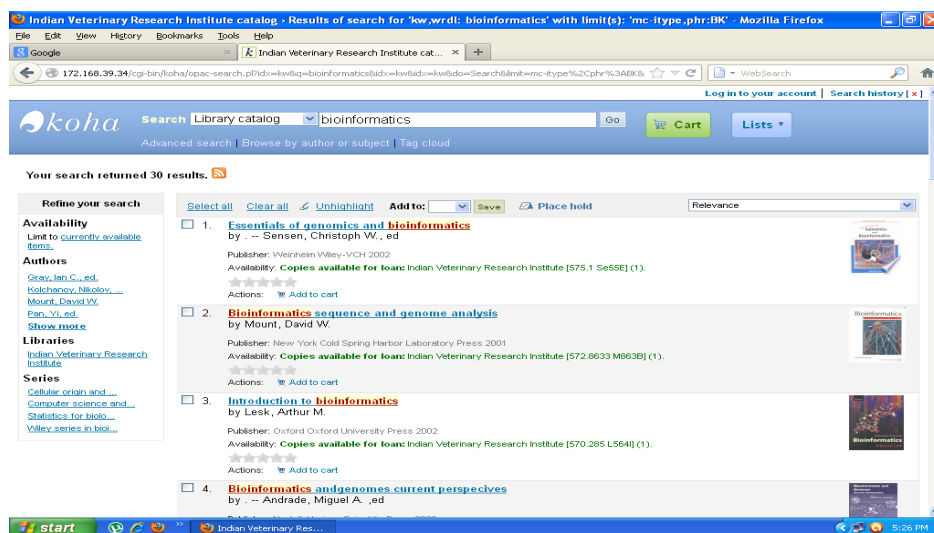 Indian Veterinary Research Institute catalog › Results of search for 'kw,wrdl: bioinformatics' with limit(s): 'mc-itype,phr:BK' - Mozilla Firefox
File Edit View History Bookmarks Tools Help
Google
Indian Veterinary Research Institute cat...
172.168.39.34/cgi-bin/koha/opac-search.pl?idx=kw&q=bioinformatics&idx=kw&idx=kw&do=Search&limit=mc-itype%2Cphr%3ABK&
WebSearch
Log in to your account | Search history [x]
koha Search Library catalog bioinformatics Go Cart Lists
Advanced search | Browse by author or subject | Tag cloud
Your search returned 30 results.
Refine your search
Availability
Limit to currently available
items.
Authors
Gray, Ian C., ed.
Kolchanov, Nikolov, ...
Mount, David W.
Pan, Yi, ed.
Show more
Libraries
Indian Veterinary Research
Institute
Series
Cellular origin and ...
Computer science and...
Statistics for biolo...
Willey series in bioi...
Select all Clear all Unhighlight Add to: Save Place hold Relevance
1. Essentials of genomics and bioinformatics
by . -- Sensen, Christoph W., ed
Publisher: Weinheim Wiley-VCH 2002
Availability: Copies available for loan: Indian Veterinary Research Institute [575.1 Se55E] (1).
Actions: Add to cart
2. Bioinformatics sequence and genome analysis
by Mount, David W.
Publisher: New York Cold Spring Harbor Laboratory Press 2001
Availability: Copies available for loan: Indian Veterinary Research Institute [572.8633 M863B] (1).
Actions: Add to cart
3. Introduction to bioinformatics
by Lesk, Arthur M.
Publisher: Oxford Oxford University Press 2002
Availability: Copies available for loan: Indian Veterinary Research Institute [570.285 L564I] (1).
Actions: Add to cart
Bioinformatics
4. Bioinformatics andgenomes current perspecives
by . -- Andrade, Miguel A. ,ed
start
Indian Veterinary Res...
5:26 PM